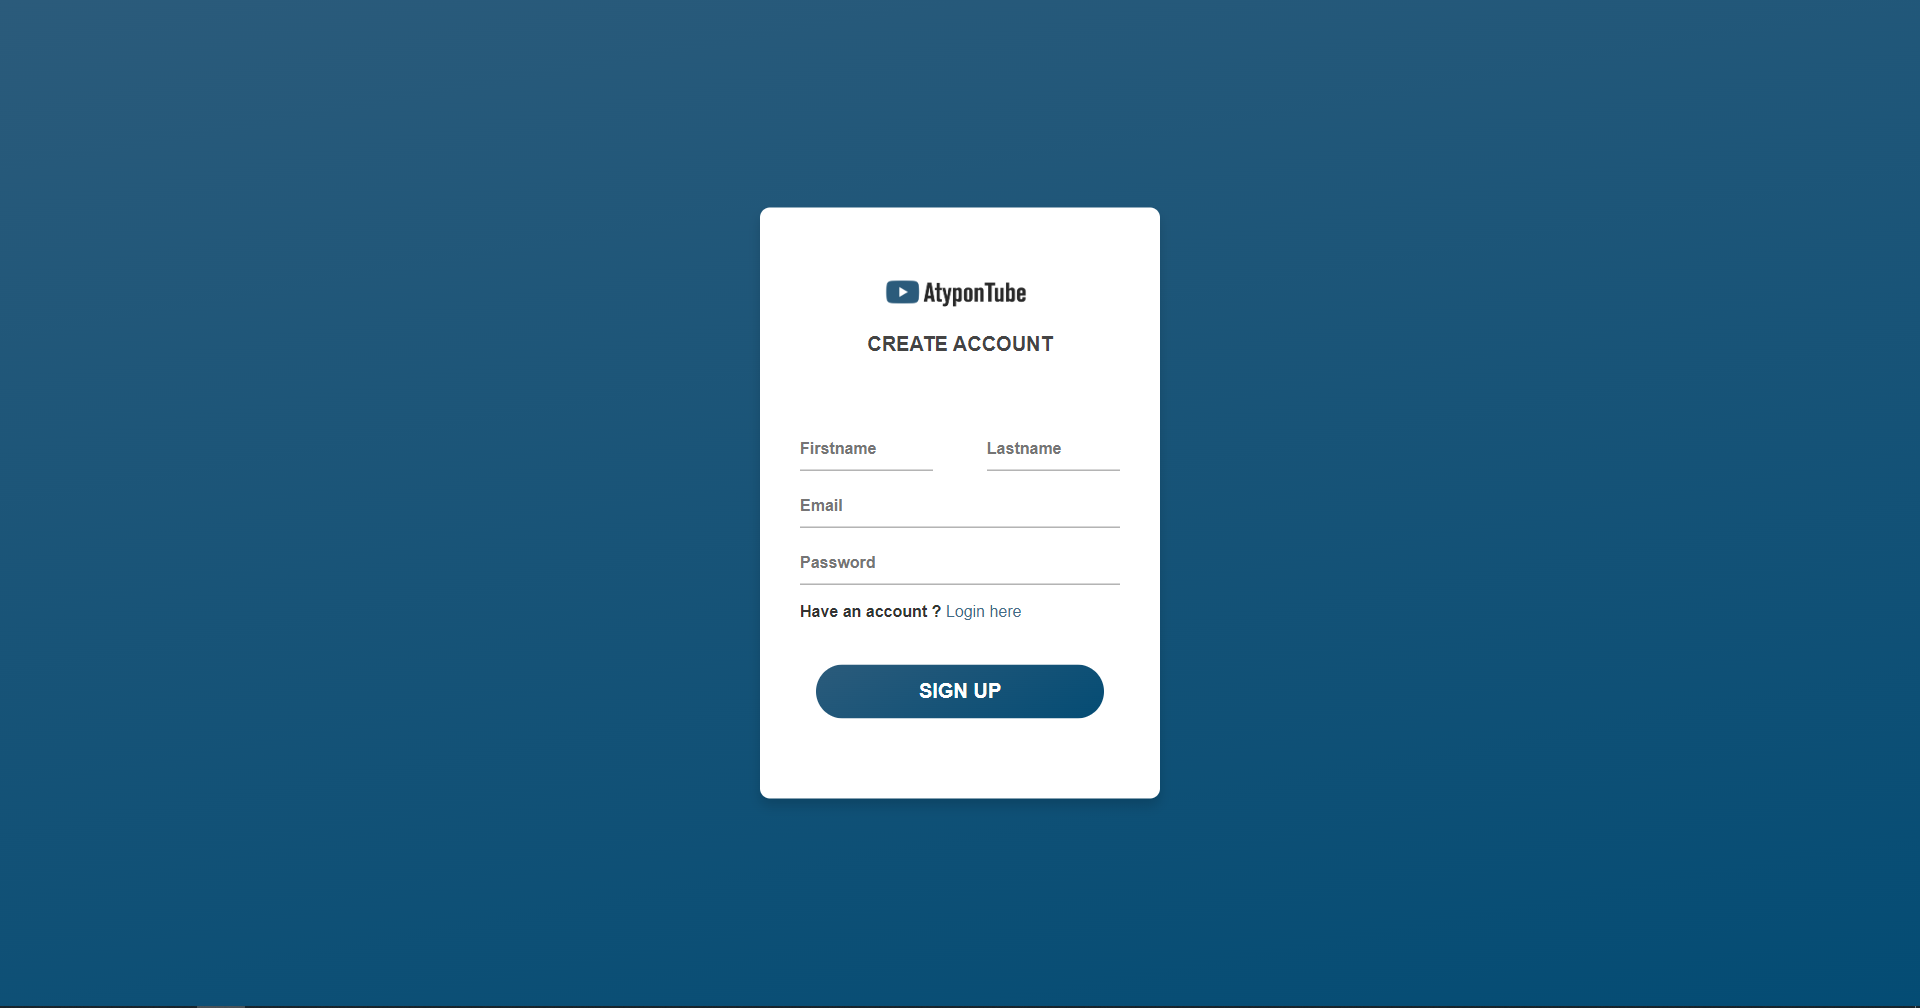 AtyponTube
CREATE ACCOUNT
Firstname Lastname
Email
Password
Have an account ? Login here
SIGN UP